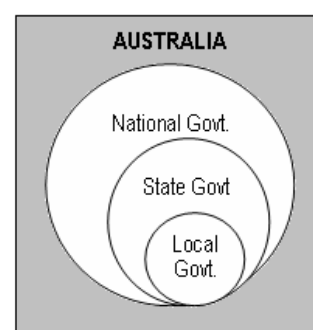 AUSTRALIA
National Govt.
State Govt
Local
Govt.